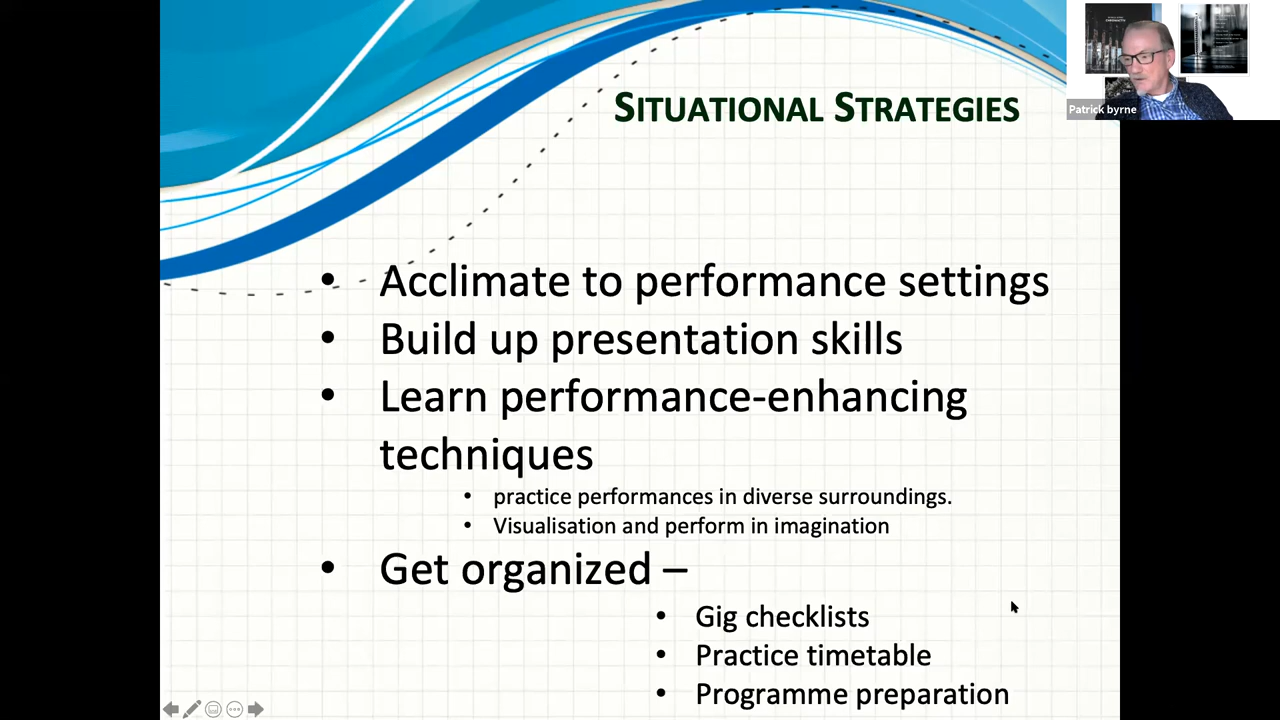 SITUATIONAL STRATEGIES
Patrick byrne
• Acclimate to performance settings
• Build up presentation skills
• Learn performance-enhancing
techniques
• practice performances in diverse surroundings.
• Visualisation and perform in imagination
• Get organized –
• Gig checklists
• Practice timetable
• Programme preparation